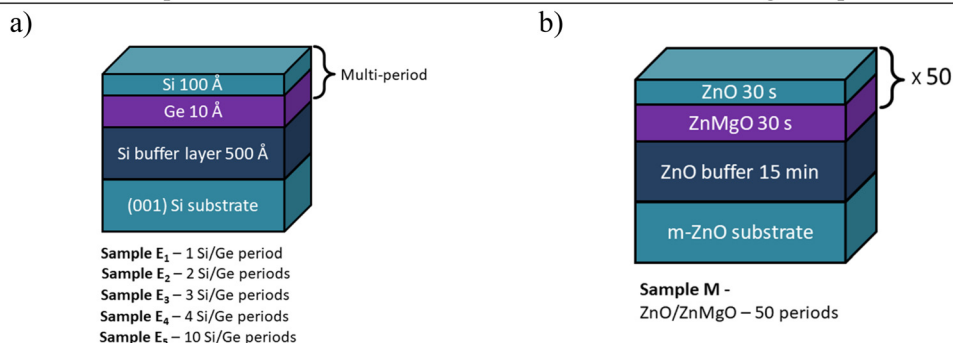 a)
Si 100 Å
Ge 10 Å
Si buffer layer 500 Å
(001) Si substrate
Multi-period
Sample E₁ – 1 Si/Ge period
Sample E₂ – 2 Si/Ge periods
Sample E₃ – 3 Si/Ge periods
Sample E₄ – 4 Si/Ge periods
Sample E₅ – 10 Si/Ge periods
b)
ZnO 30 s
ZnMgO 30 s
ZnO buffer 15 min
m-ZnO substrate
x 50
Sample M -
ZnO/ZnMgO – 50 periods